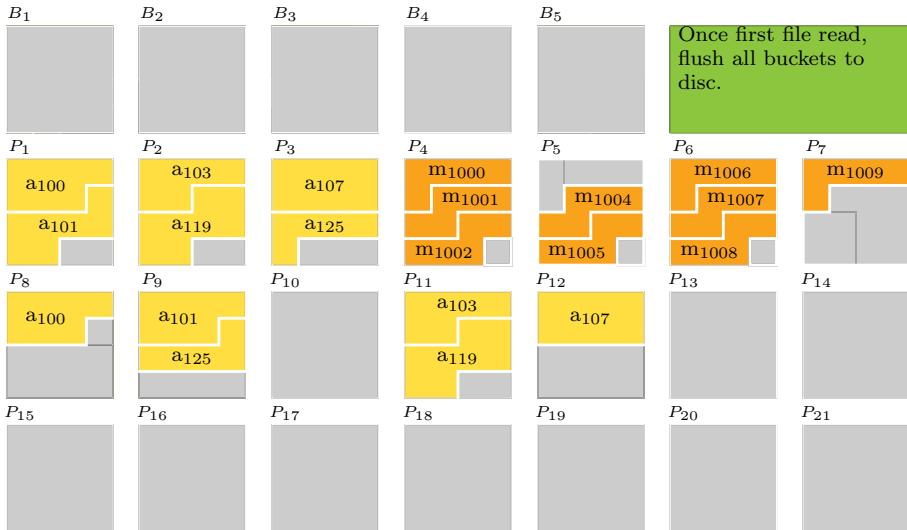 B1 B2 B3 B4 B5
Once first file read,
flush all buckets to
disc.
P1 P2 P3 P4 P5 P6 P7
a100 a103 a107 m1000 m1006 m1009
m1001 m1004 m1007
a101 a119 a125
m1002 m1005 m1008
P8 P9 P10 P11 P12 P13 P14
a100 a101 a103 a107
a125 a119
P15 P16 P17 P18 P19 P20 P21